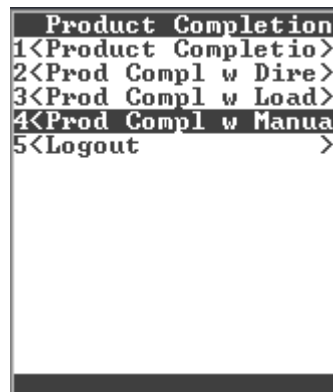 Product Completion
1<Product Completio>
2<Prod Compl w Dire>
3<Prod Compl w Load>
4<Prod Compl w Manua
5<Logout >